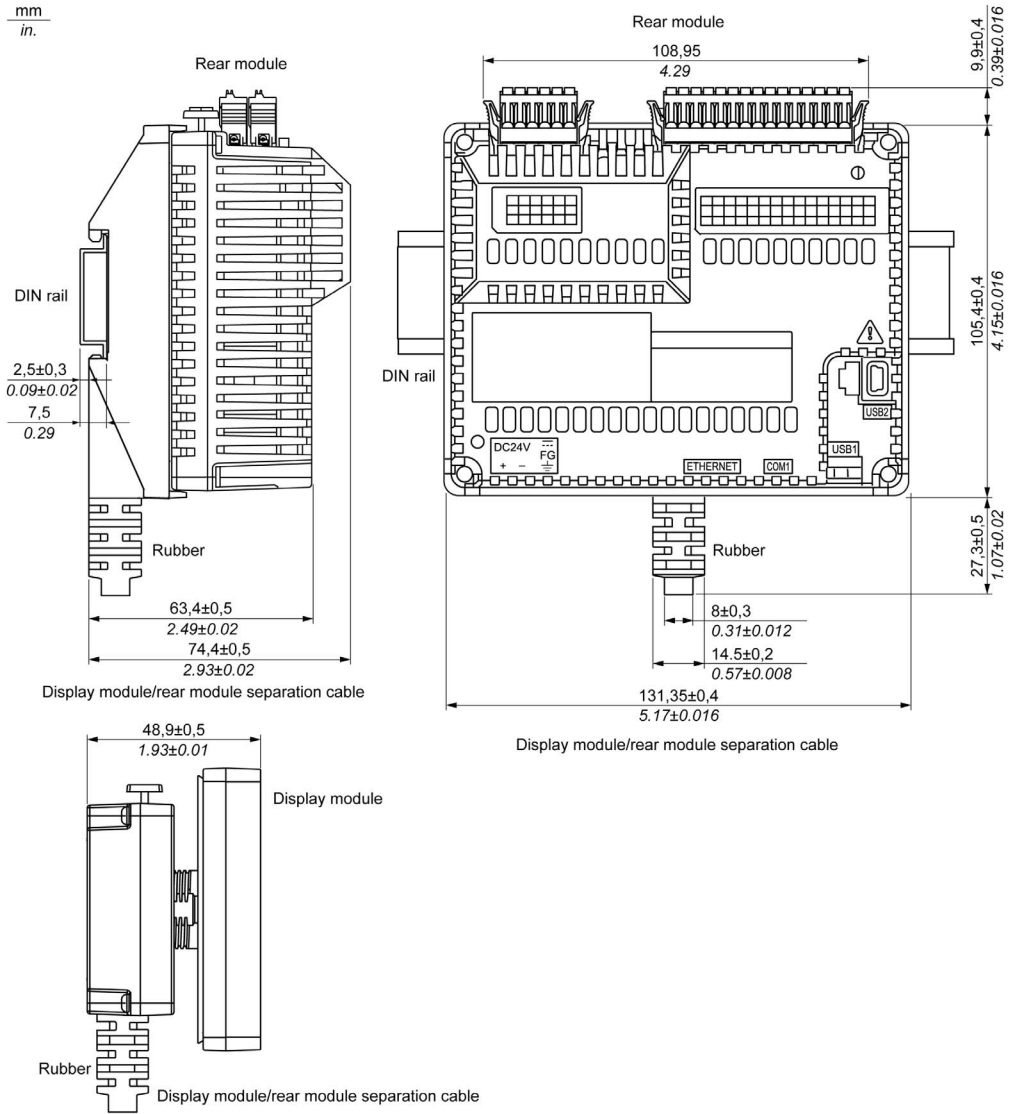 mm
in.
Rear module
Rear module
108,95
4.29
9,9±0,4
0.39±0.016
DIN rail
2,5±0,3
0.09±0.02
7,5
0.29
DIN rail
105,4±0,4
4.15±0.016
USB2
USB1
DC24V
FG
+ −
ETHERNET
COM1
Rubber
Rubber
27,3±0,5
1.07±0.02
63,4±0,5
2.49±0.02
74,4±0,5
2.93±0.02
Display module/rear module separation cable
8±0,3
0.31±0.012
14.5±0,2
0.57±0.008
131,35±0,4
5.17±0.016
Display module/rear module separation cable
48,9±0,5
1.93±0.01
Display module
Rubber
Display module/rear module separation cable